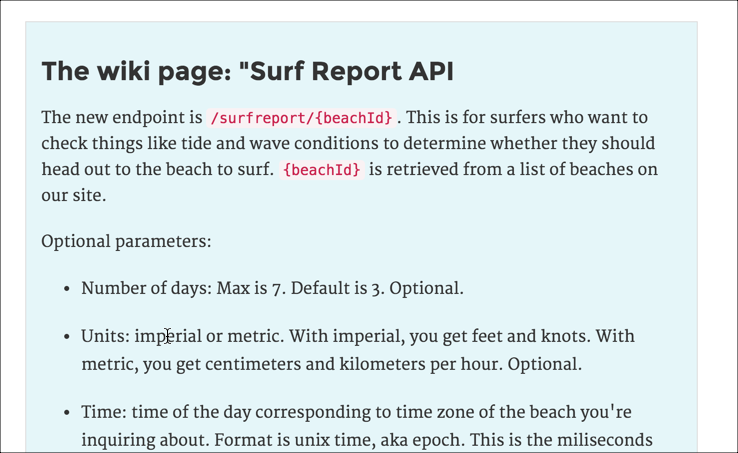 The wiki page: "Surf Report API
The new endpoint is /surfreport/{beachId}. This is for surfers who want to
check things like tide and wave conditions to determine whether they should
head out to the beach to surf. {beachId} is retrieved from a list of beaches on
our site.
Optional parameters:
• Number of days: Max is 7. Default is 3. Optional.
• Units: imperial or metric. With imperial, you get feet and knots. With
metric, you get centimeters and kilometers per hour. Optional.
• Time: time of the day corresponding to time zone of the beach you're
inquiring about. Format is unix time, aka epoch. This is the miliseconds